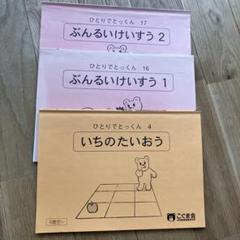 ひとりでとっくん 17
ぶんるいけいすう 2
ひとりでとっくん 16
ぶんるいけいすう 1
ひとりでとっくん 4
いちのたいおう
こぐま会